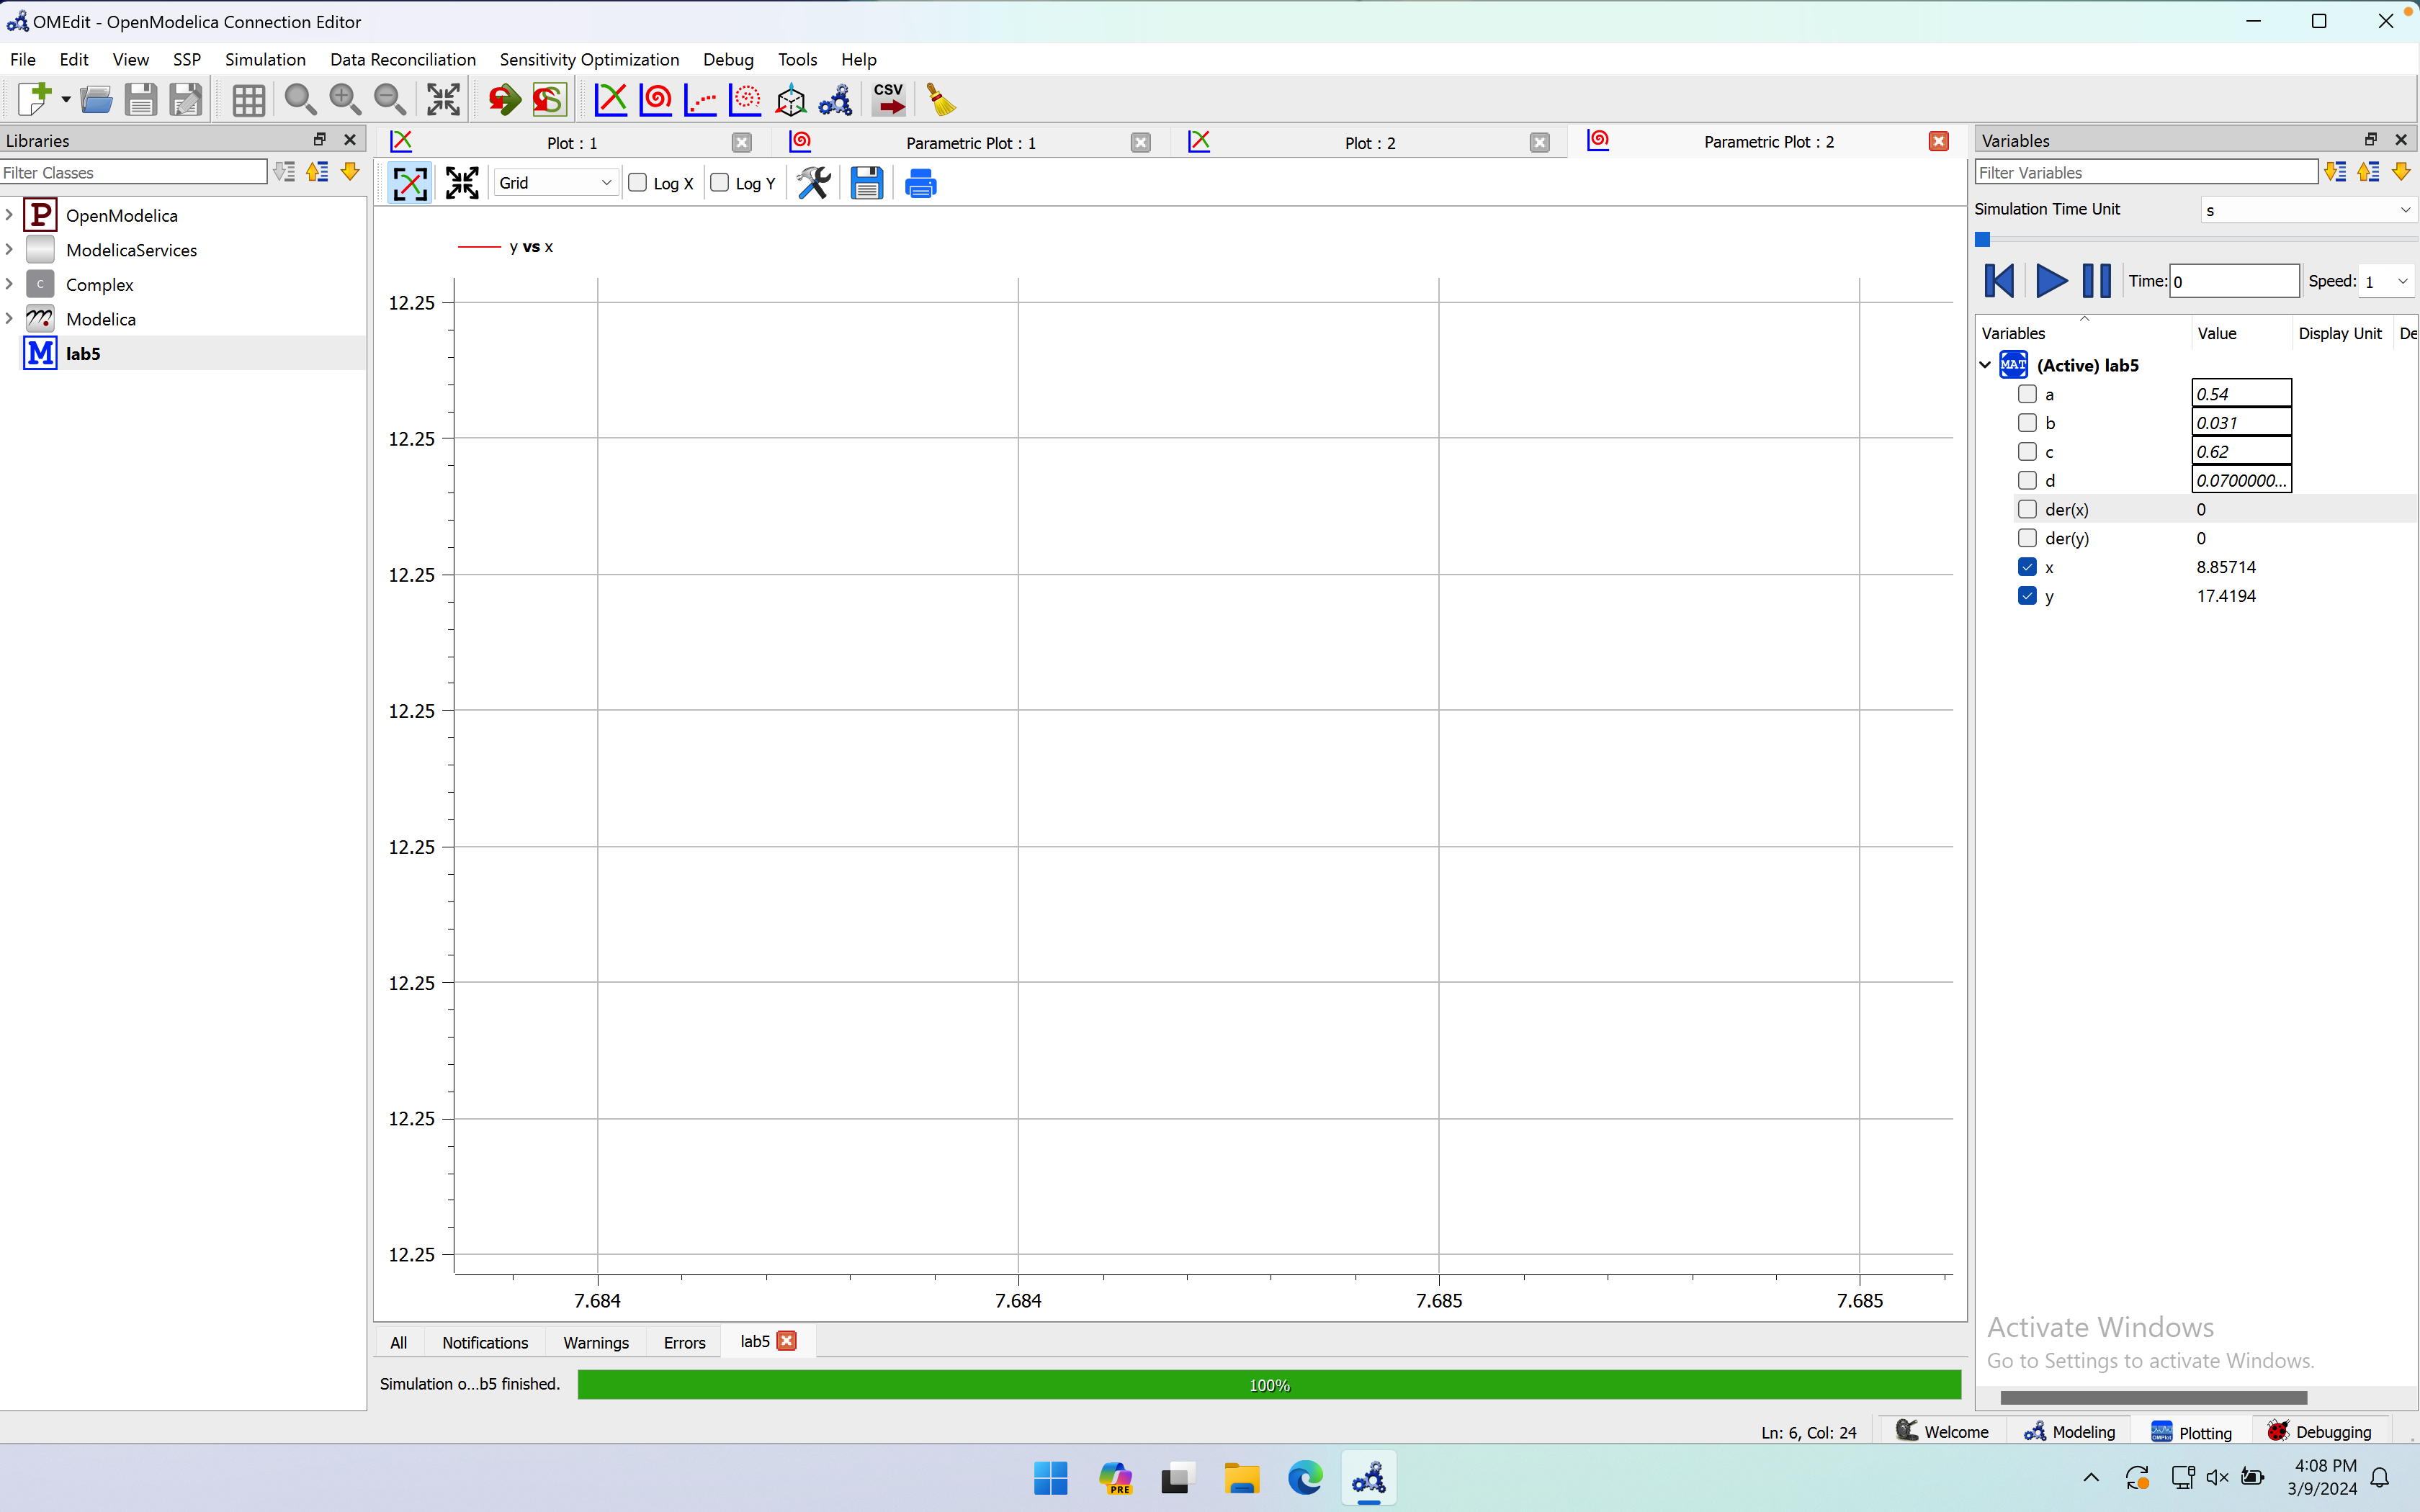 OMEdit - OpenModelica Connection Editor
File Edit View SSP Simulation Data Reconciliation Sensitivity Optimization Debug Tools Help
CSV
Libraries
Filter Classes
P OpenModelica
ModelicaServices
C Complex
Modelica
M lab5
Plot : 1
Parametric Plot : 1
Plot : 2
Parametric Plot : 2
Grid
Log X
Log Y
y vs x
12.25
12.25
12.25
12.25
12.25
12.25
12.25
12.25
7.684 7.684 7.685 7.685
All Notifications Warnings Errors lab5
Simulation o...b5 finished. 100%
Variables
Filter Variables
Simulation Time Unit s
Time: 0 Speed: 1
Variables Value Display Unit De
MAT (Active) lab5
a 0.54
b 0.031
c 0.62
d 0.0700000...
der(x) 0
der(y) 0
x 8.85714
y 17.4194
Activate Windows
Go to Settings to activate Windows.
Ln: 6, Col: 24 Welcome Modeling Plotting Debugging
PRE
4:08 PM
3/9/2024